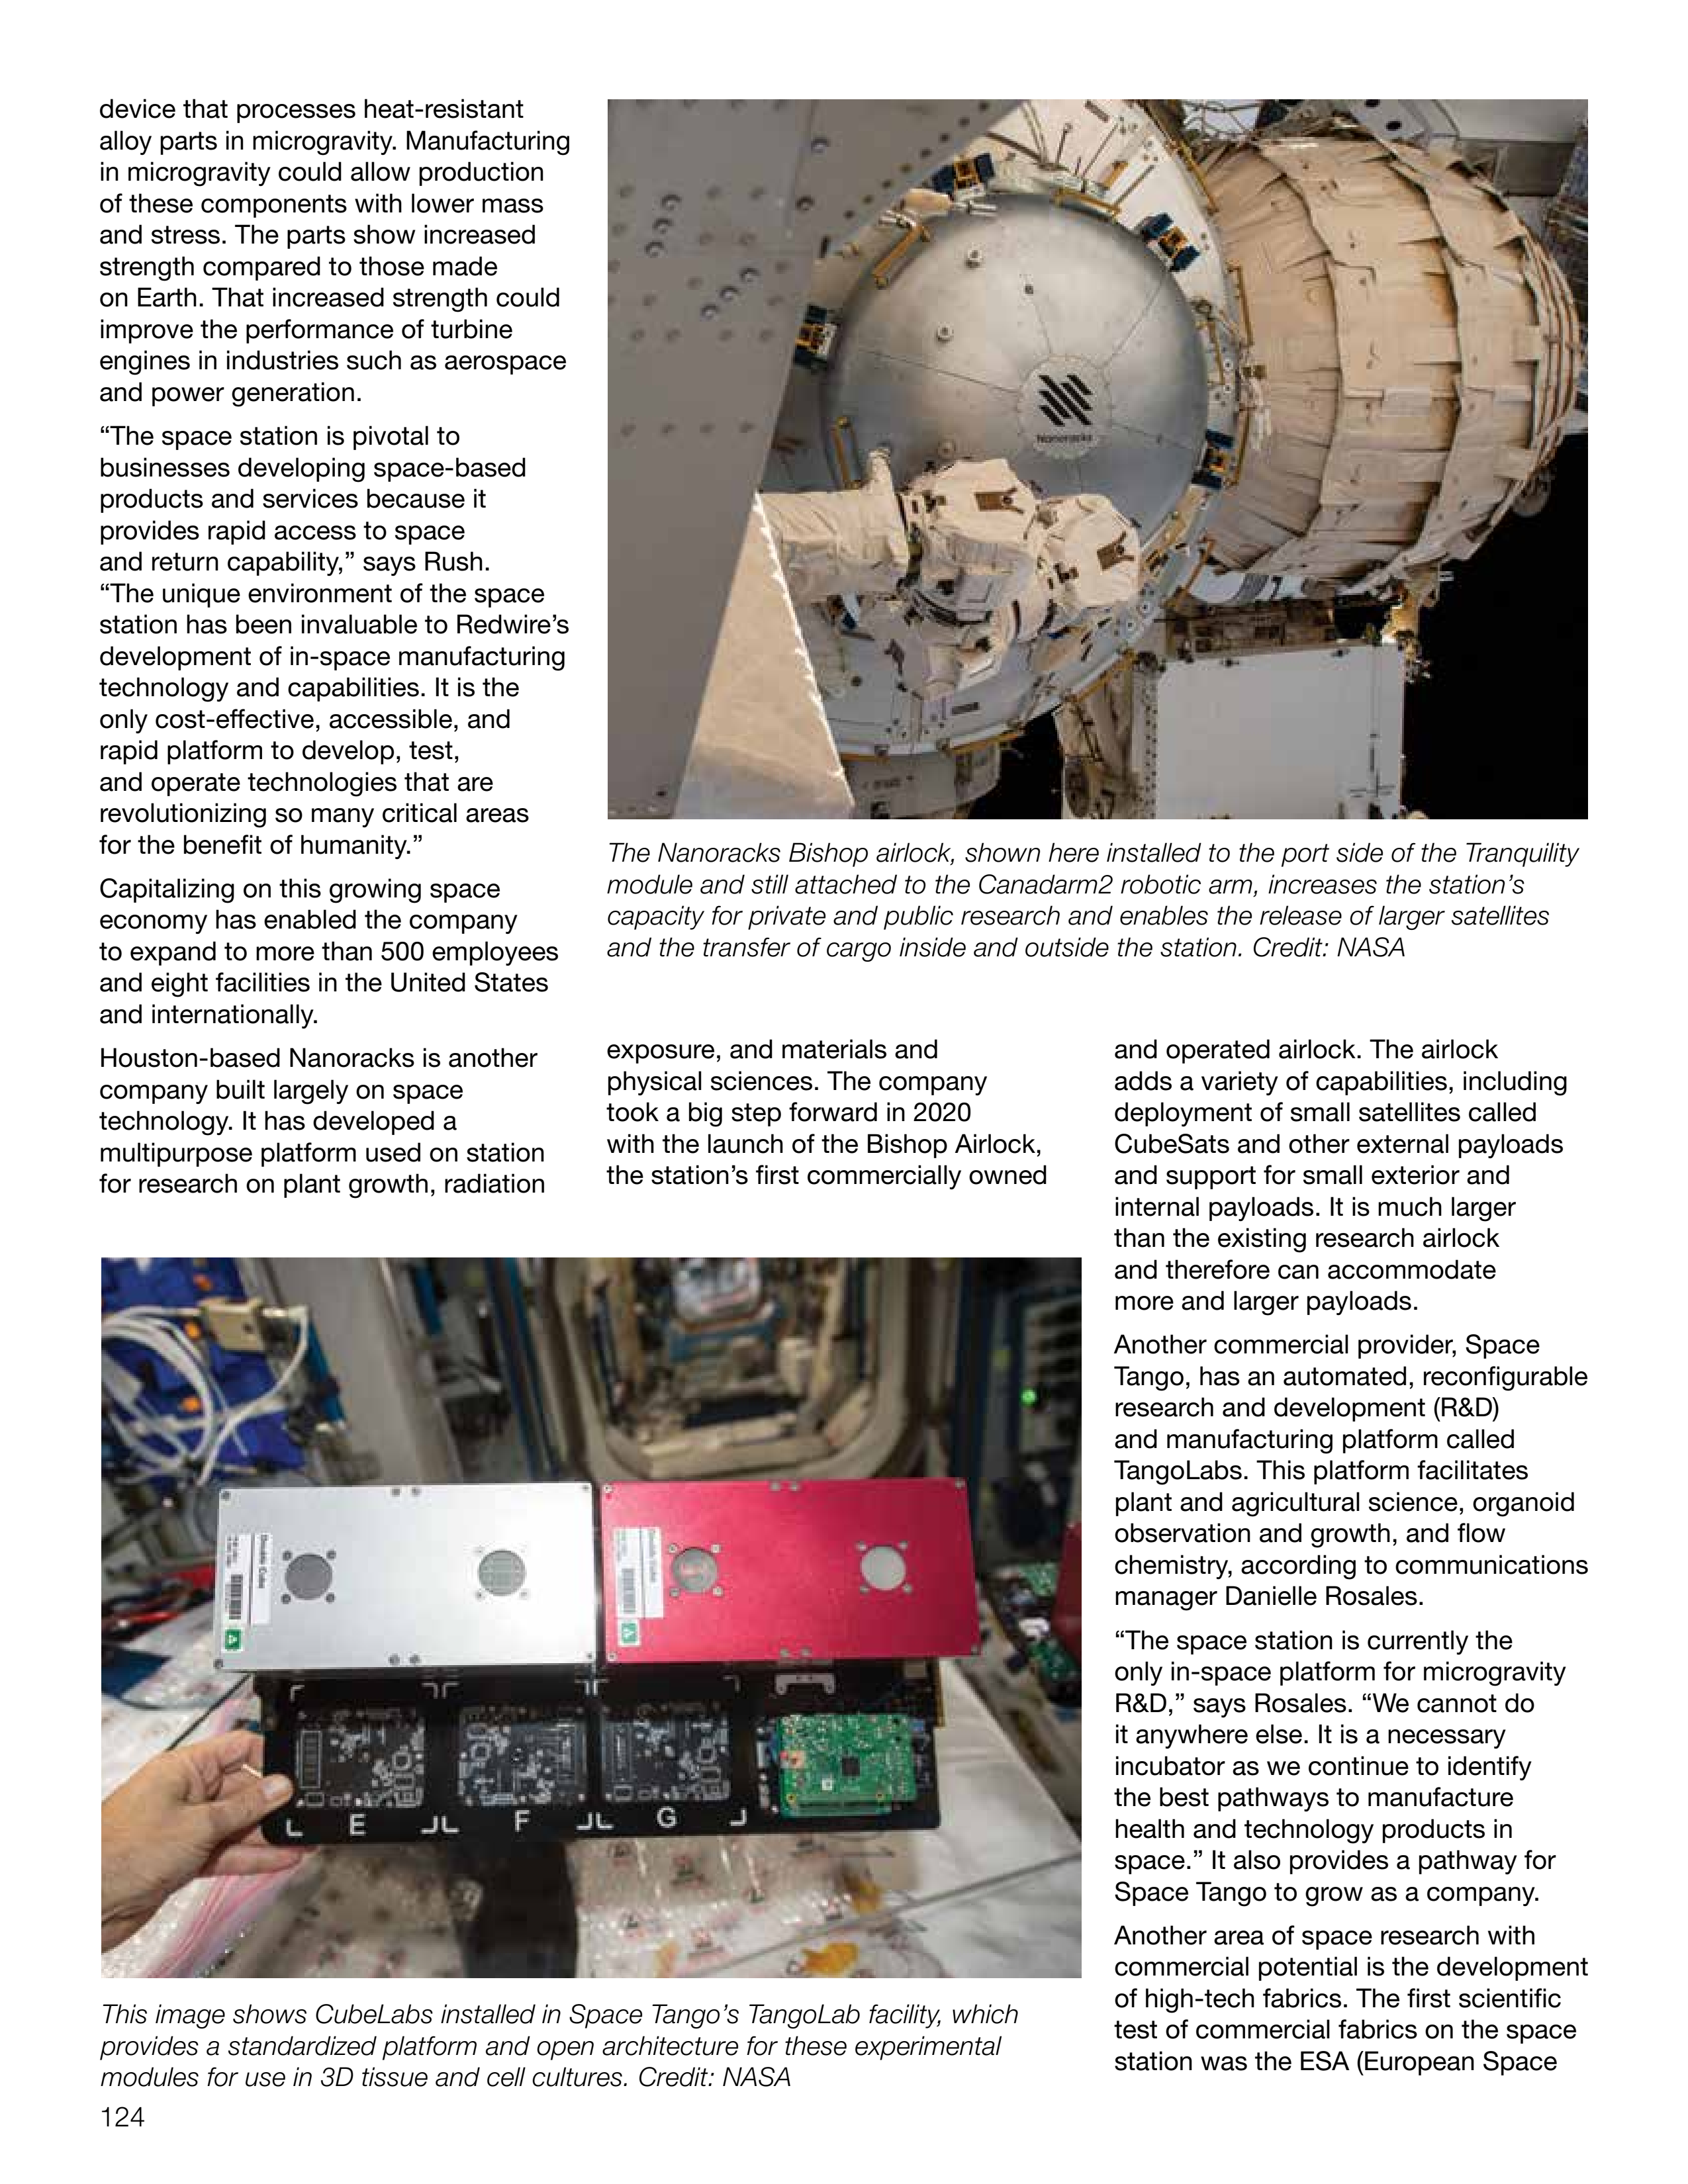 device that processes heat-resistant
alloy parts in microgravity. Manufacturing
in microgravity could allow production
of these components with lower mass
and stress. The parts show increased
strength compared to those made
on Earth. That increased strength could
improve the performance of turbine
engines in industries such as aerospace
and power generation.
“The space station is pivotal to
businesses developing space-based
products and services because it
provides rapid access to space
and return capability,” says Rush.
“The unique environment of the space
station has been invaluable to Redwire’s
development of in-space manufacturing
technology and capabilities. It is the
only cost-effective, accessible, and
rapid platform to develop, test,
and operate technologies that are
revolutionizing so many critical areas
for the benefit of humanity.”
Capitalizing on this growing space
economy has enabled the company
to expand to more than 500 employees
and eight facilities in the United States
and internationally.
Houston-based Nanoracks is another
company built largely on space
technology. It has developed a
multipurpose platform used on station
for research on plant growth, radiation
Nanoracks
The Nanoracks Bishop airlock, shown here installed to the port side of the Tranquility
module and still attached to the Canadarm2 robotic arm, increases the station’s
capacity for private and public research and enables the release of larger satellites
and the transfer of cargo inside and outside the station. Credit: NASA
exposure, and materials and
physical sciences. The company
took a big step forward in 2020
with the launch of the Bishop Airlock,
the station’s first commercially owned
and operated airlock. The airlock
adds a variety of capabilities, including
deployment of small satellites called
CubeSats and other external payloads
and support for small exterior and
internal payloads. It is much larger
than the existing research airlock
and therefore can accommodate
more and larger payloads.
Another commercial provider, Space
Tango, has an automated, reconfigurable
research and development (R&D)
and manufacturing platform called
TangoLabs. This platform facilitates
plant and agricultural science, organoid
observation and growth, and flow
chemistry, according to communications
manager Danielle Rosales.
“The space station is currently the
only in-space platform for microgravity
R&D,” says Rosales. “We cannot do
it anywhere else. It is a necessary
incubator as we continue to identify
the best pathways to manufacture
health and technology products in
space.” It also provides a pathway for
Space Tango to grow as a company.
Another area of space research with
commercial potential is the development
of high-tech fabrics. The first scientific
test of commercial fabrics on the space
station was the ESA (European Space
Double Cube
E F G
This image shows CubeLabs installed in Space Tango’s TangoLab facility, which
provides a standardized platform and open architecture for these experimental
modules for use in 3D tissue and cell cultures. Credit: NASA
124